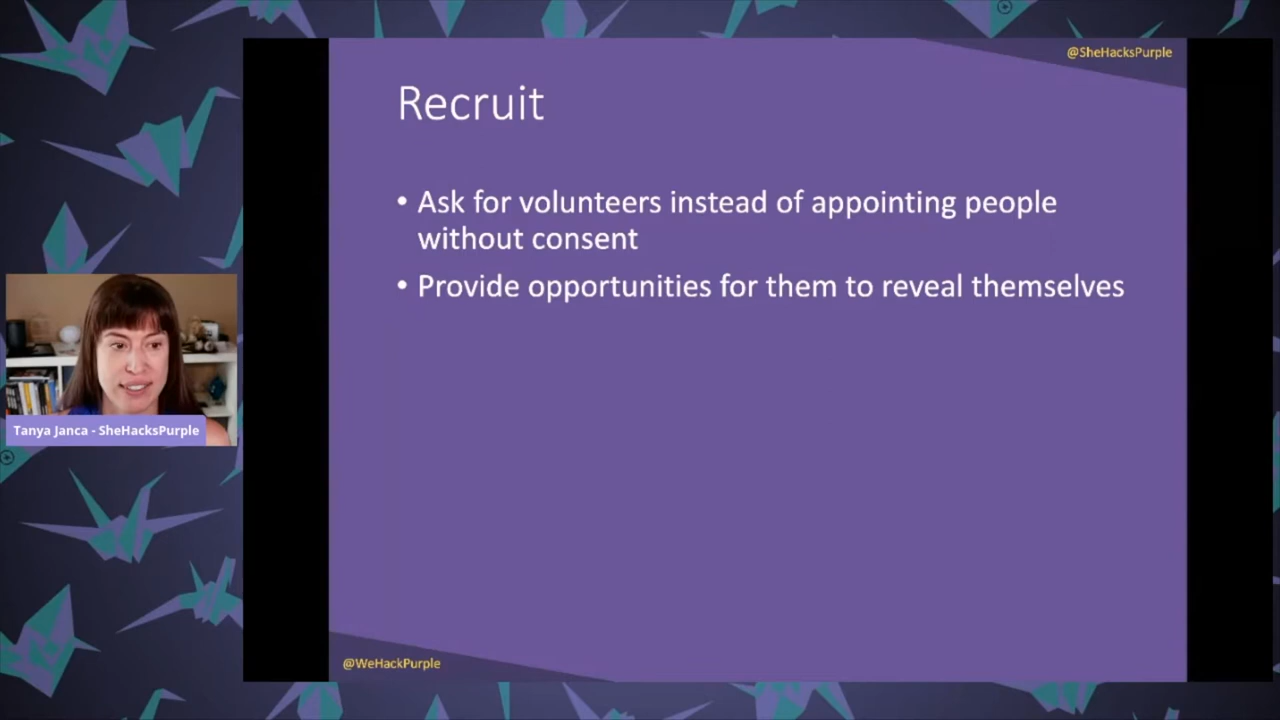 @SheHacksPurple
Recruit
• Ask for volunteers instead of appointing people
without consent
• Provide opportunities for them to reveal themselves
Tanya Janca - SheHacksPurple
@WeHackPurple